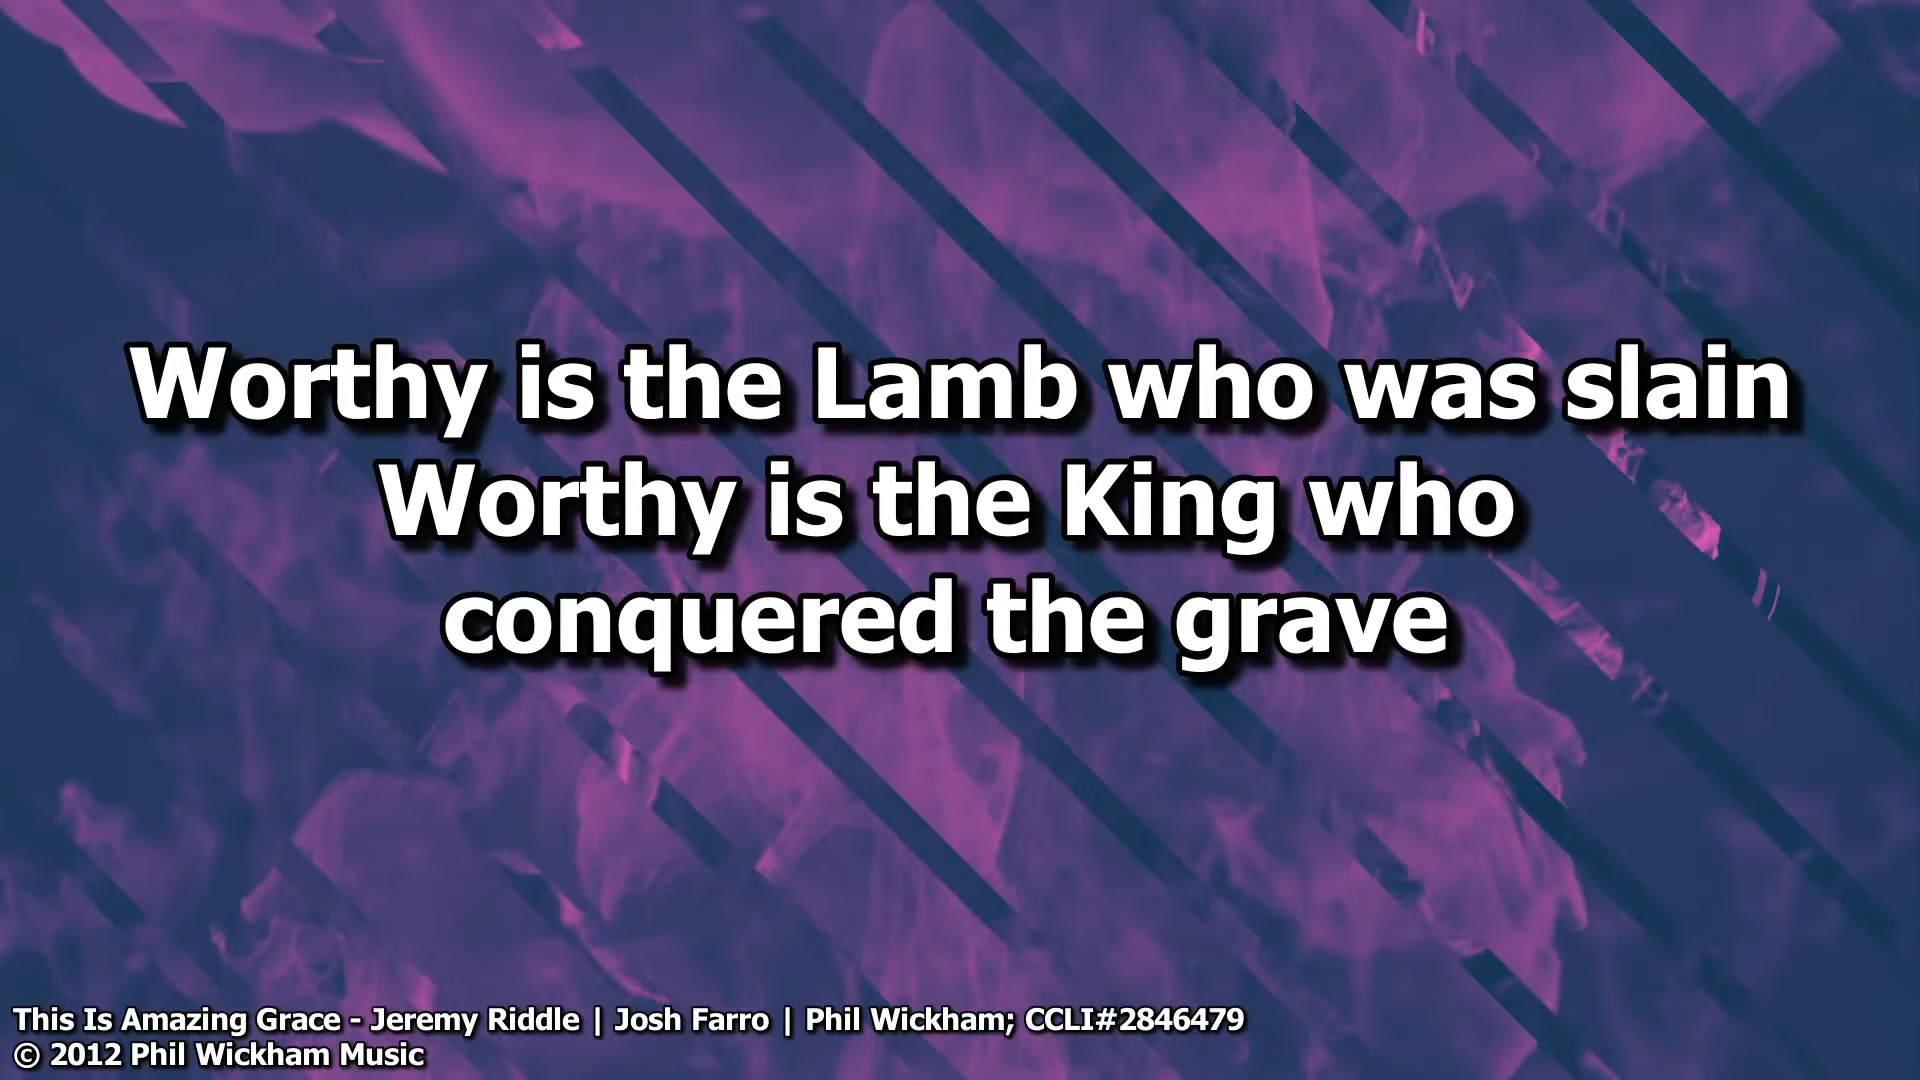 Worthy is the Lamb who was slain
Worthy is the King who
conquered the grave
This Is Amazing Grace - Jeremy Riddle | Josh Farro | Phil Wickham; CCLI#2846479
© 2012 Phil Wickham Music